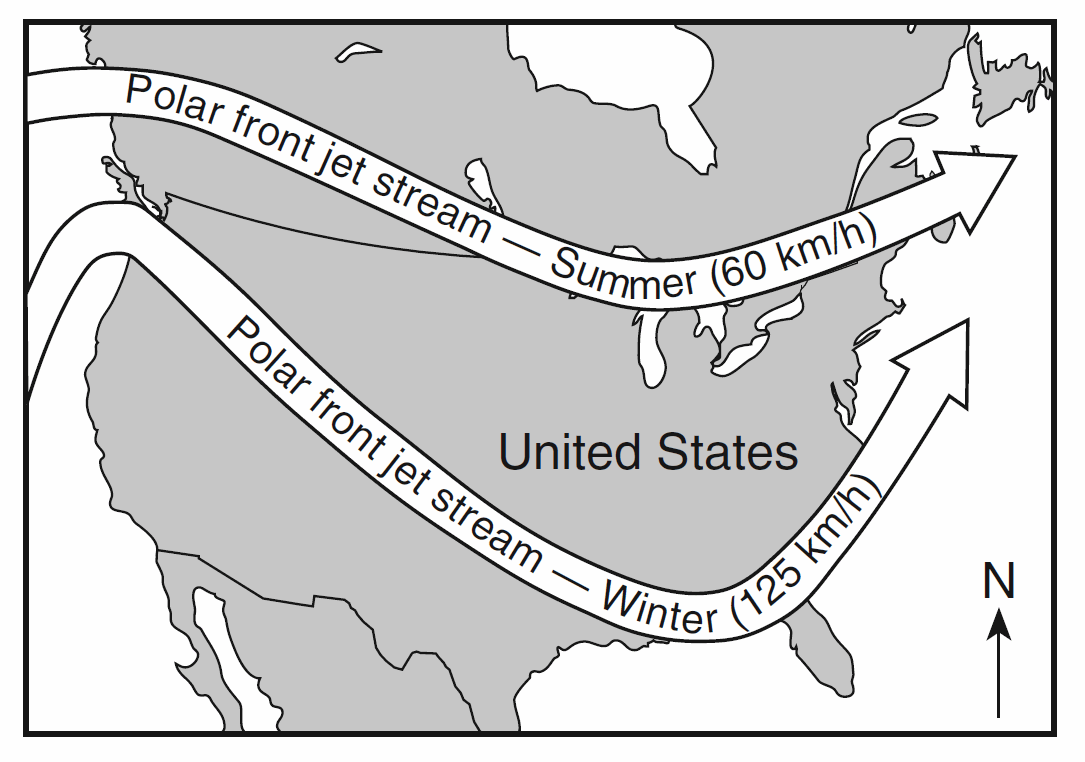 Polar front jet stream — Summer (60 km/h)
Polar front jet stream — Winter (125 km/h)
United States
N